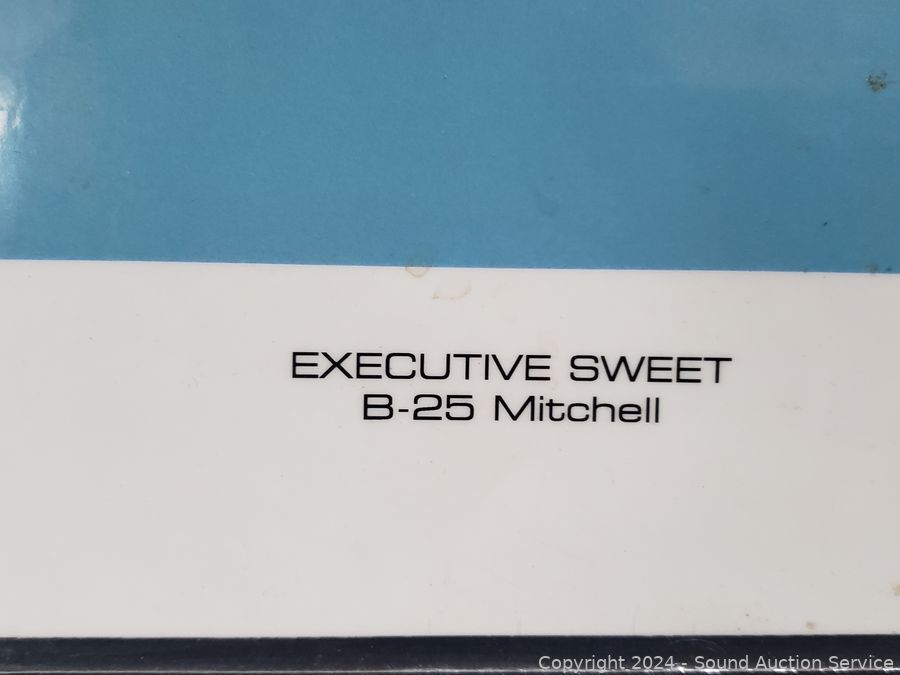 EXECUTIVE SWEET
B-25 Mitchell
Copyright 2024 - Sound Auction Service